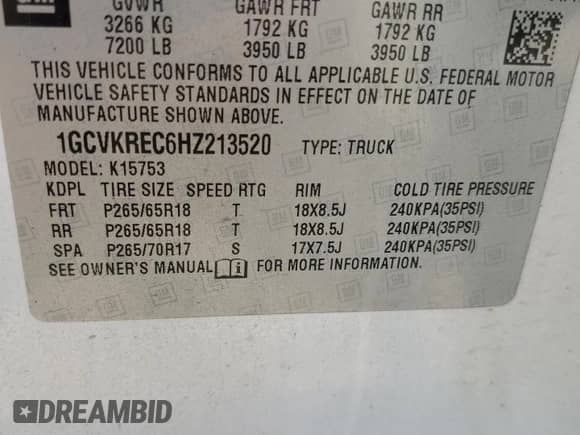 GM
GVWR GAWR FRT GAWR RR
3266 KG 1792 KG 1792 KG
7200 LB 3950 LB 3950 LB
THIS VEHICLE CONFORMS TO ALL APPLICABLE U.S. FEDERAL MOTOR
VEHICLE SAFETY STANDARDS IN EFFECT ON THE DATE OF
MANUFACTURE SHOWN ABOVE.
1GCVKREC6HZ213520 TYPE: TRUCK
MODEL: K15753
KDPL TIRE SIZE SPEED RTG RIM COLD TIRE PRESSURE
FRT P265/65R18 T 18X8.5J 240KPA(35PSI)
RR P265/65R18 T 18X8.5J 240KPA(35PSI)
SPA P265/70R17 S 17X7.5J 240KPA(35PSI)
SEE OWNER'S MANUAL i FOR MORE INFORMATION.
DREAMBID